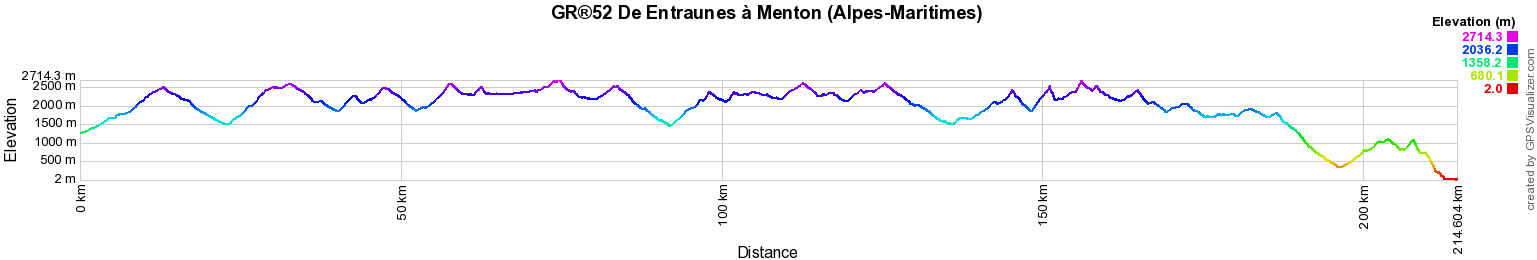 GR®52 De Entraunes à Menton (Alpes-Maritimes)
Elevation (m)
2714.3
2036.2
1358.2
680.1
2.0
2714.3 m
2500 m
2000 m
1500 m
1000 m
500 m
2 m
Elevation
0 km
50 km
100 km
150 km
200 km
214.604 km
Distance
created by GPSVisualizer.com